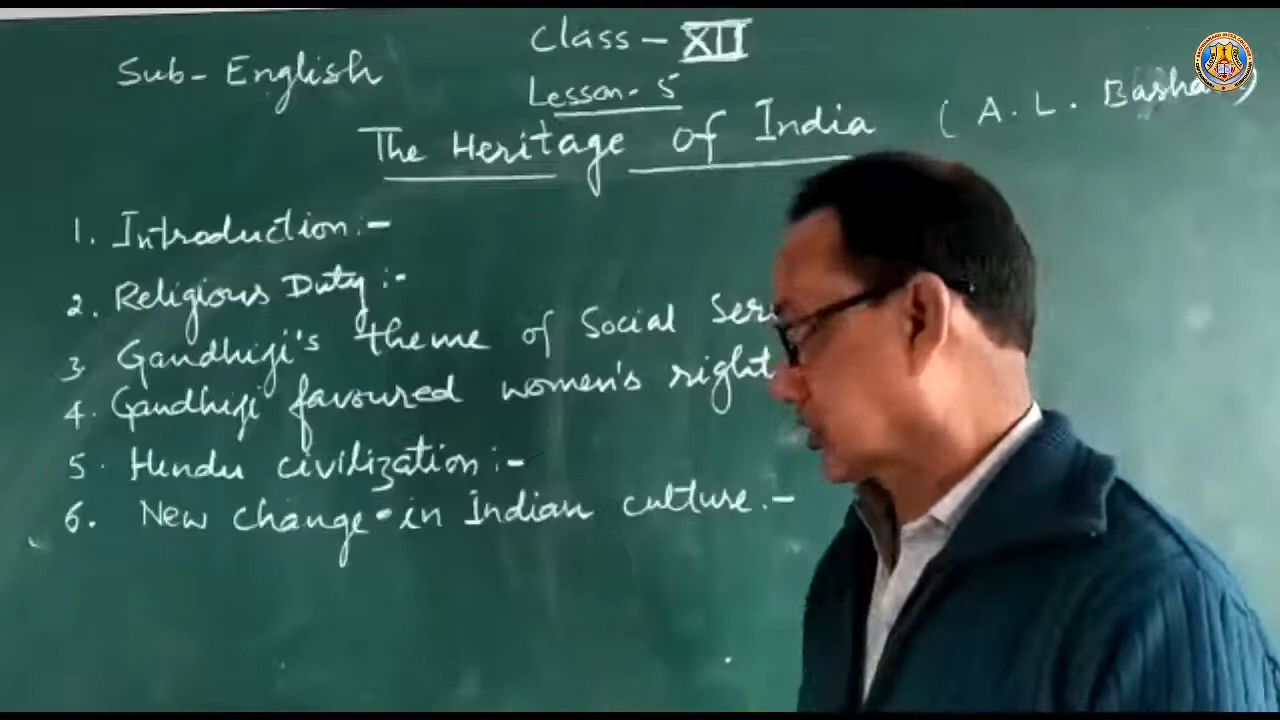 Class - XII
Sub - English
Lesson - 5
The Heritage of India (A. L. Basha )
1. Introduction :-
2. Religious Duty :-
3 Gandhiji's theme of Social Ser
4. Gandhiji favoured women's right
5. Hindu civilization :-
6. New change in Indian culture. -